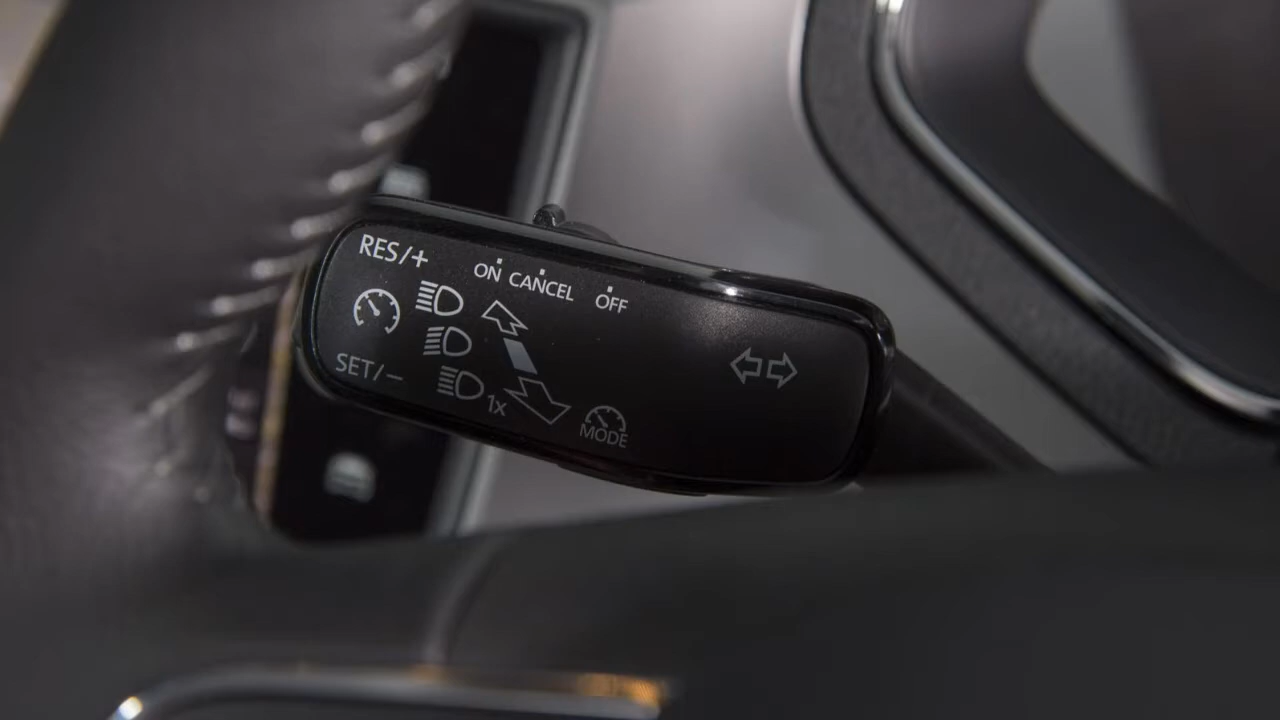 RES/+
ON CANCEL OFF
SET/−
1x
MODE